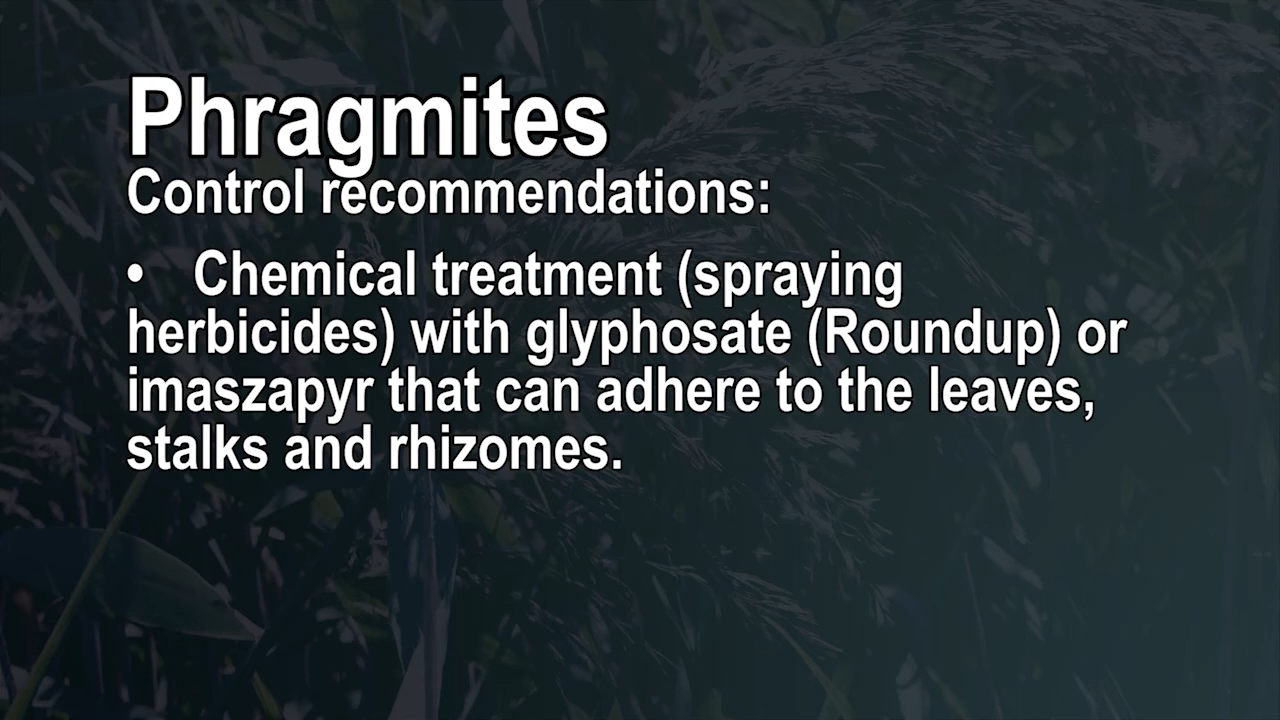 Phragmites
Control recommendations:
• Chemical treatment (spraying
herbicides) with glyphosate (Roundup) or
imaszapyr that can adhere to the leaves,
stalks and rhizomes.